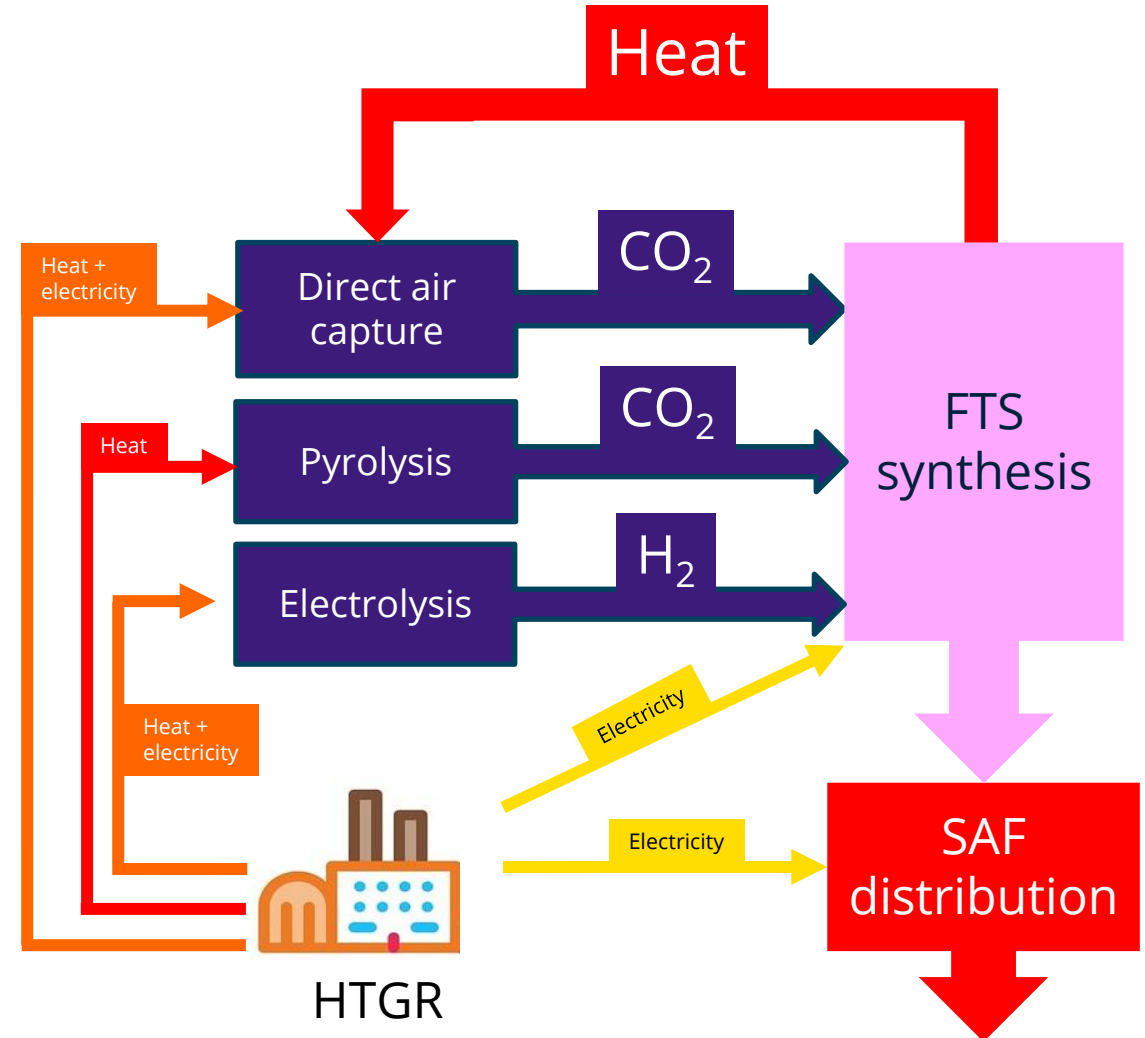 Heat
Heat +
electricity
Direct air
capture
CO₂
Heat
Pyrolysis
CO₂
FTS
synthesis
Electrolysis
H₂
Heat +
electricity
Electricity
Electricity
SAF
distribution
HTGR